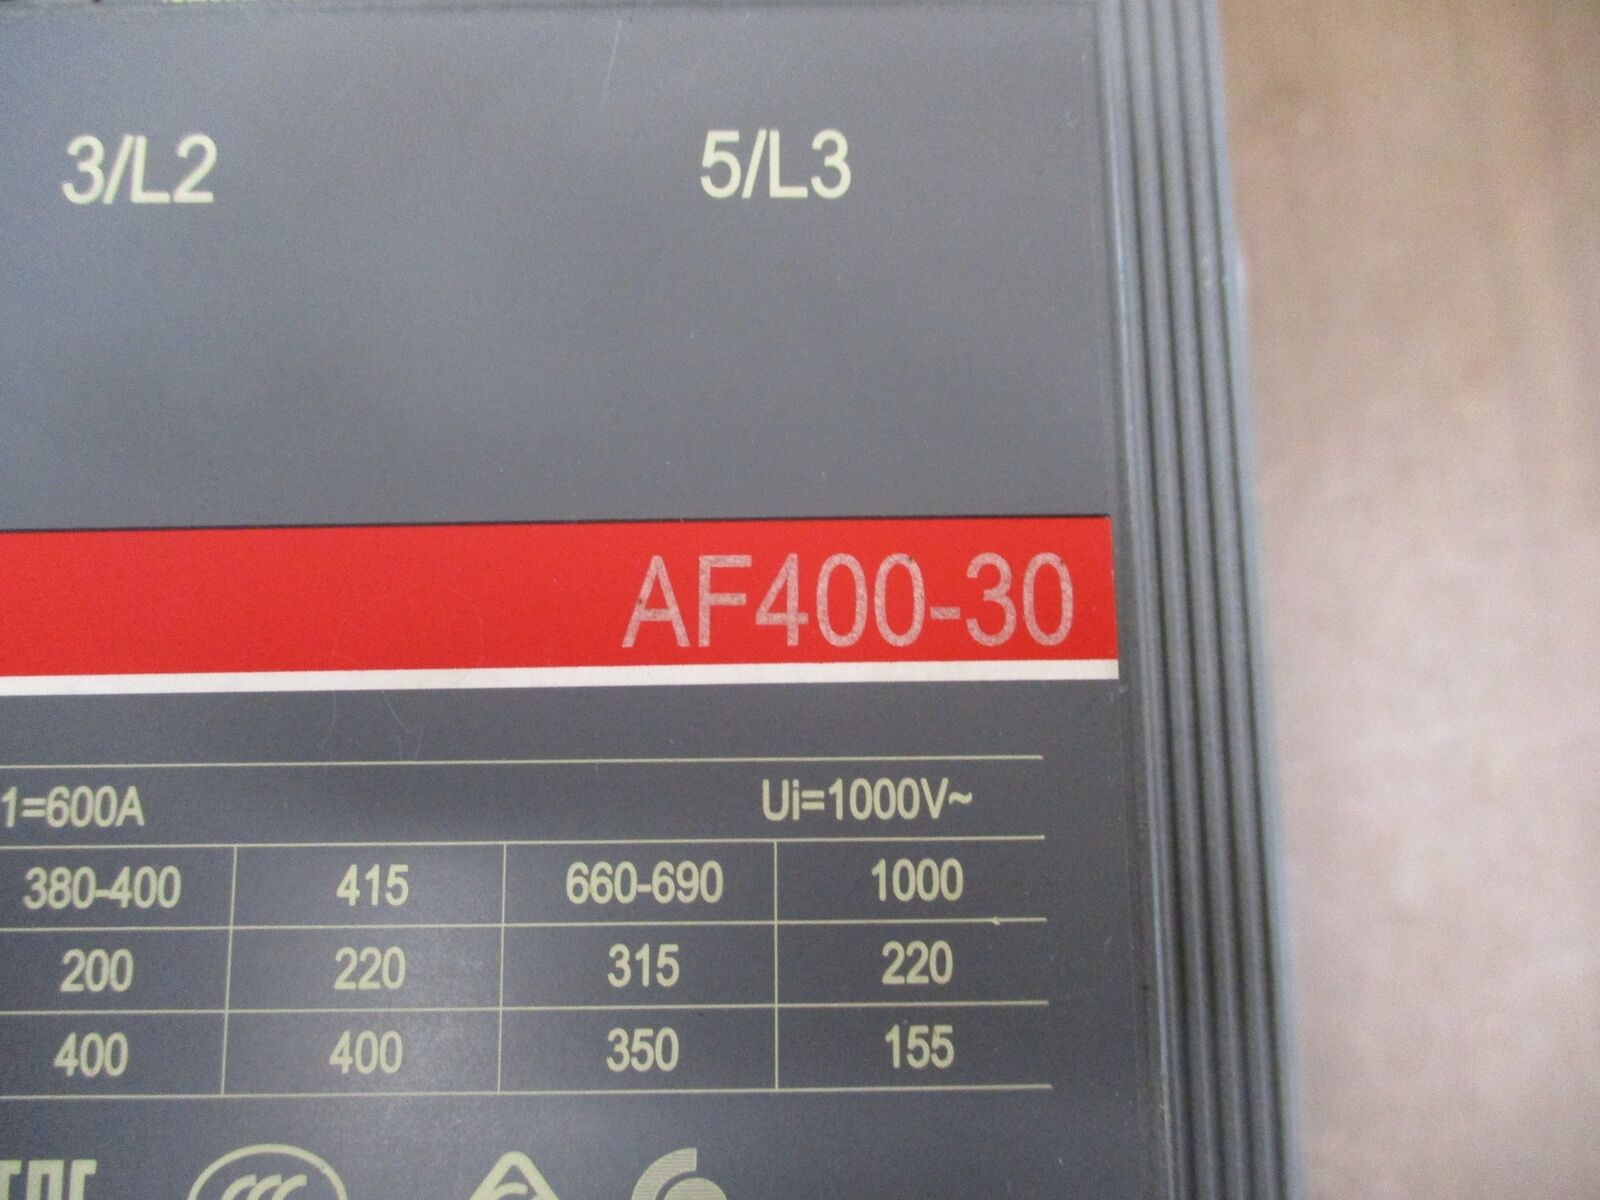 3/L2 5/L3
AF400-30
1=600A Ui=1000V~
380-400 415 660-690 1000
200 220 315 220
400 400 350 155